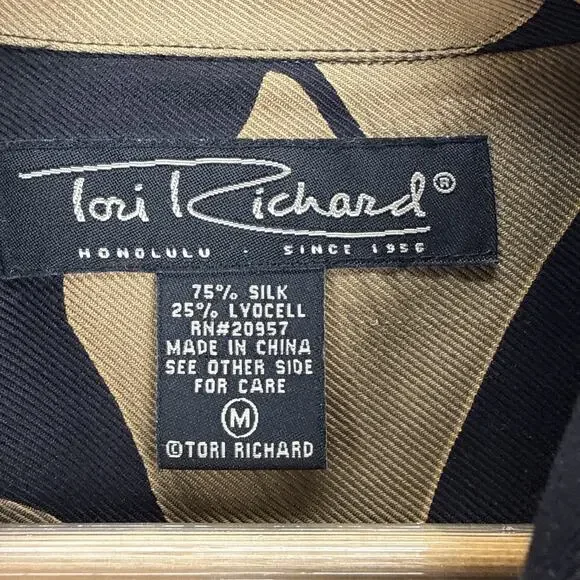 Tori Richard®
HONOLULU · SINCE 1956
75% SILK
25% LYOCELL
RN#20957
MADE IN CHINA
SEE OTHER SIDE
FOR CARE
M
©TORI RICHARD